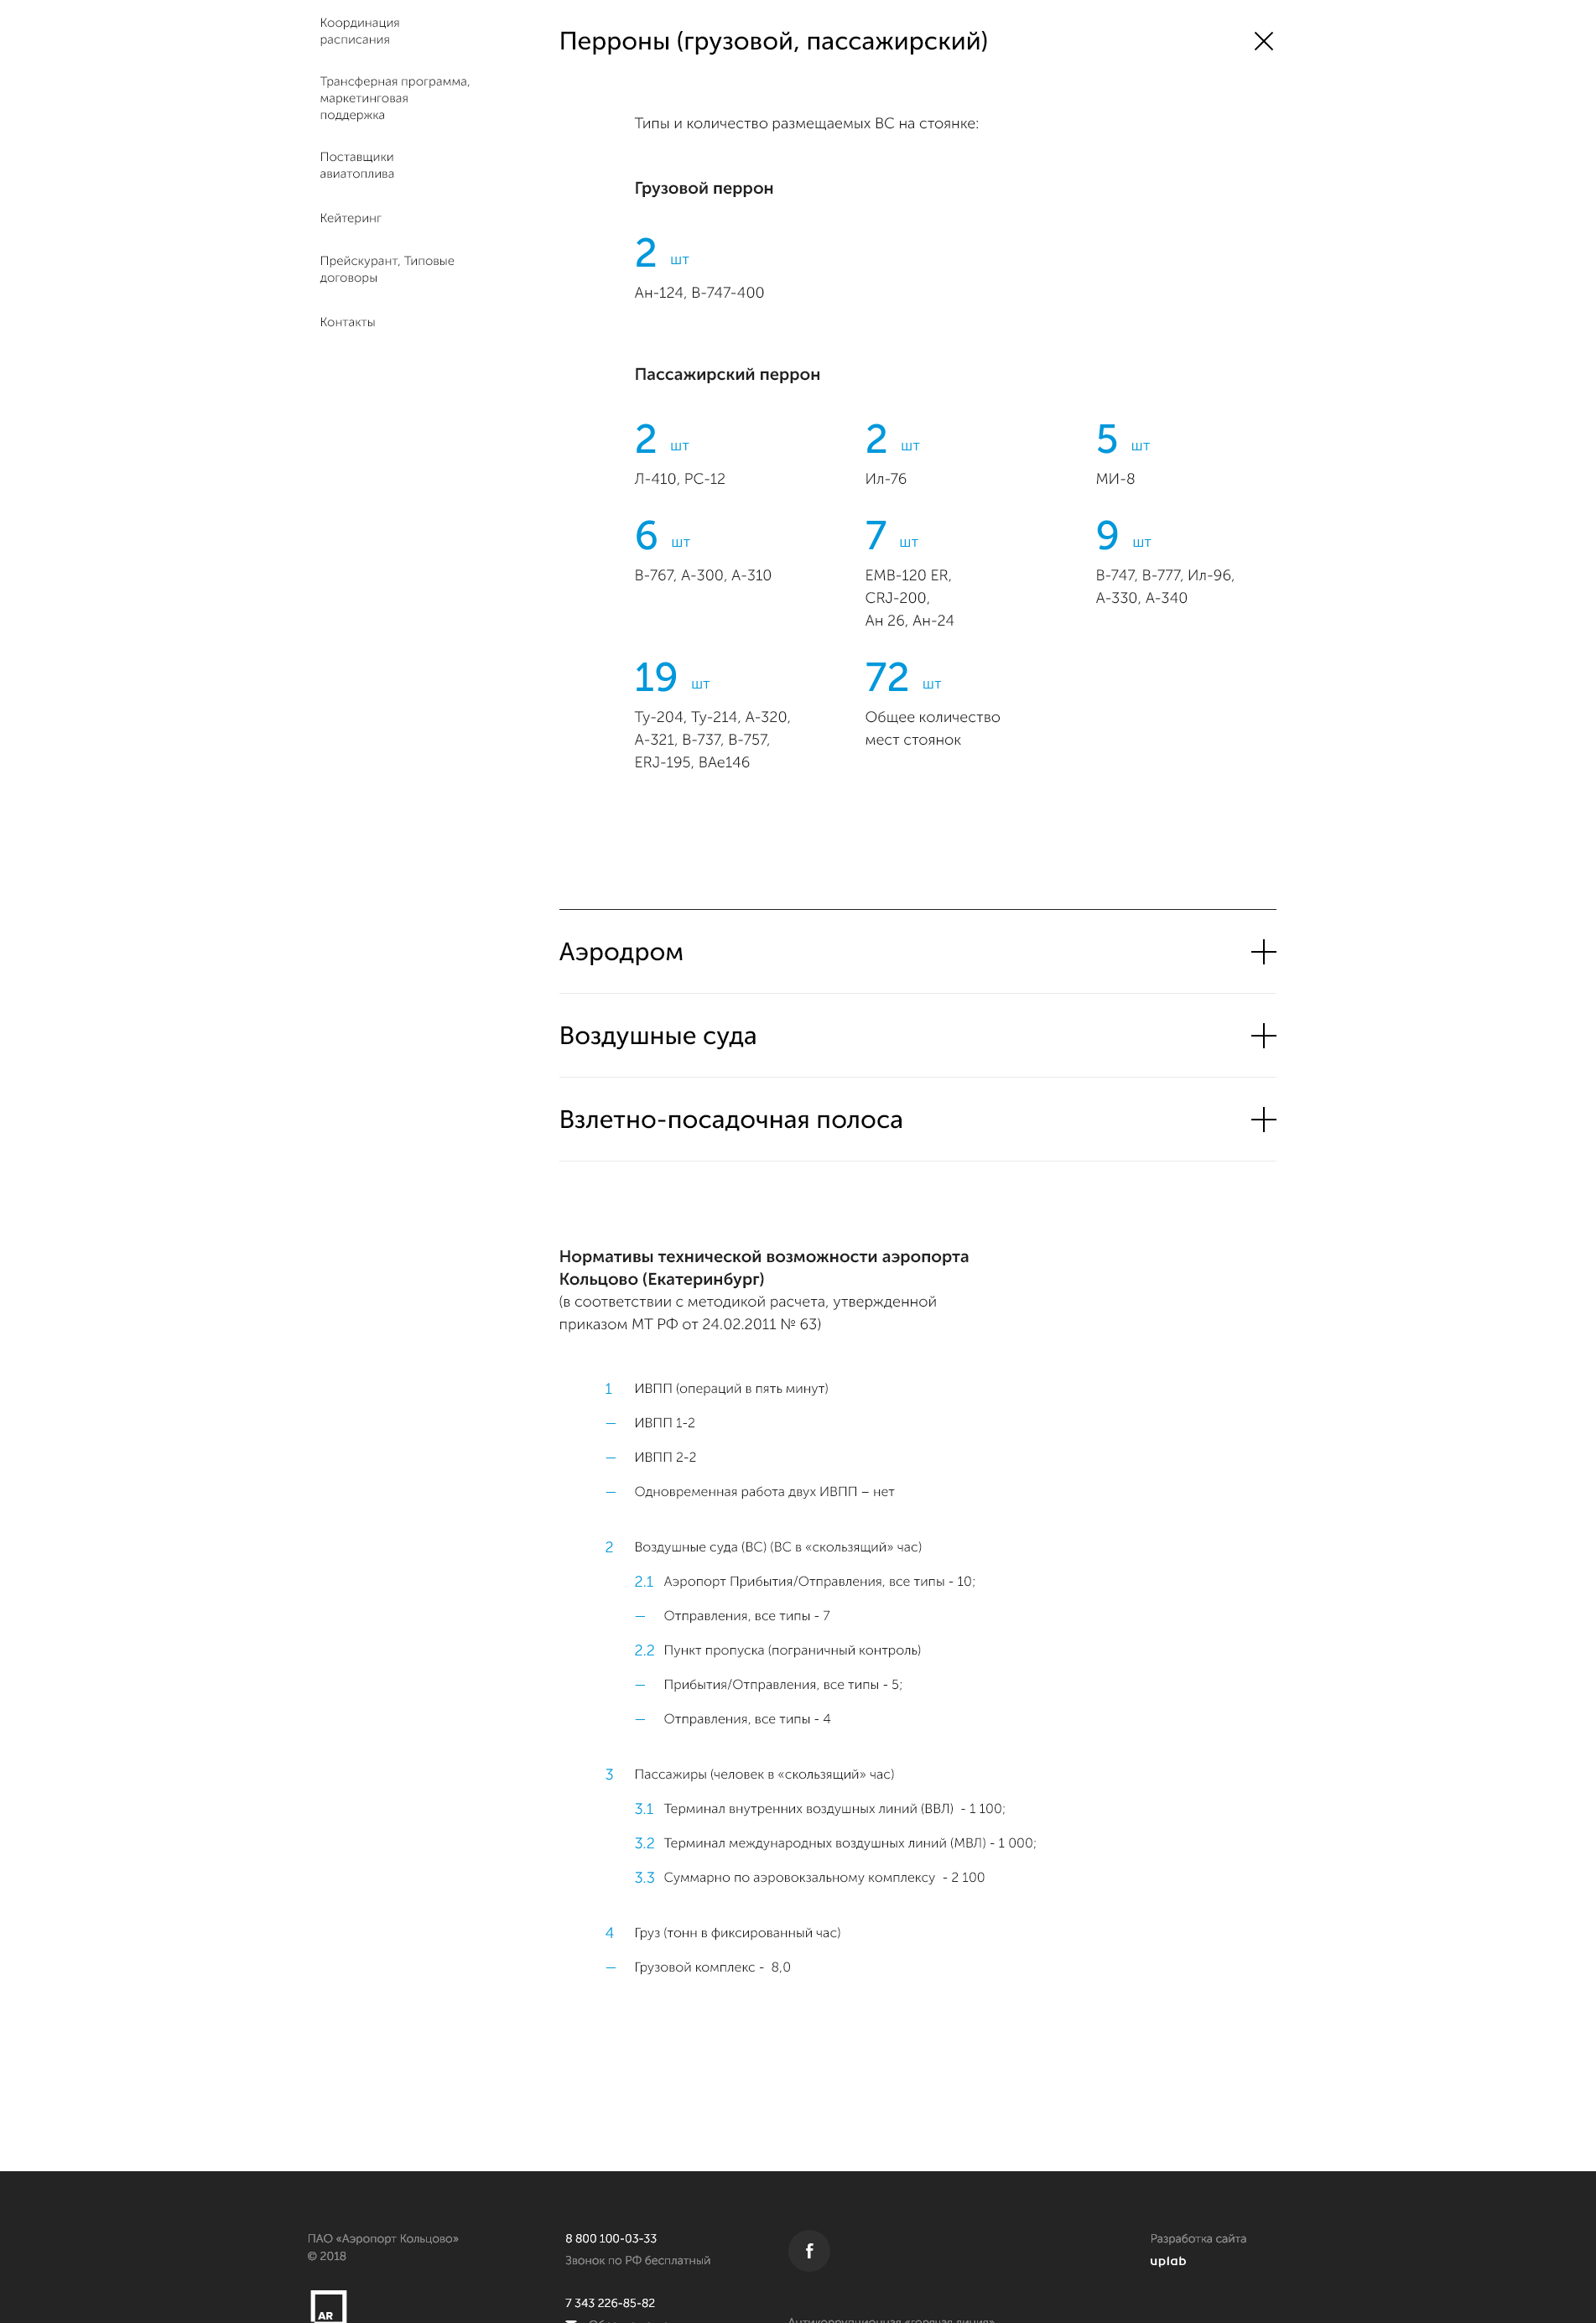 Координация
расписания
Трансферная программа,
маркетинговая
поддержка
Поставщики
авиатоплива
Кейтеринг
Прейскурант, Типовые
договоры
Контакты
Перроны (грузовой, пассажирский)
Типы и количество размещаемых ВС на стоянке:
Грузовой перрон
2 шт
Ан-124, В-747-400
Пассажирский перрон
2 шт
Л-410, РС-12
2 шт
Ил-76
5 шт
МИ-8
6 шт
В-767, А-300, А-310
7 шт
EMB-120 ER,
CRJ-200,
Ан 26, Ан-24
9 шт
В-747, В-777, Ил-96,
А-330, А-340
19 шт
Ту-204, Ту-214, А-320,
А-321, В-737, В-757,
ERJ-195, BAe146
72 шт
Общее количество
мест стоянок
Аэродром
Воздушные суда
Взлетно-посадочная полоса
Нормативы технической возможности аэропорта
Кольцово (Екатеринбург)
(в соответствии с методикой расчета, утвержденной
приказом МТ РФ от 24.02.2011 № 63)
1 ИВПП (операций в пять минут)
— ИВПП 1-2
— ИВПП 2-2
— Одновременная работа двух ИВПП – нет
2 Воздушные суда (ВС) (ВС в «скользящий» час)
2.1 Аэропорт Прибытия/Отправления, все типы - 10;
— Отправления, все типы - 7
2.2 Пункт пропуска (пограничный контроль)
— Прибытия/Отправления, все типы - 5;
— Отправления, все типы - 4
3 Пассажиры (человек в «скользящий» час)
3.1 Терминал внутренних воздушных линий (ВВЛ)  - 1 100;
3.2 Терминал международных воздушных линий (МВЛ) - 1 000;
3.3 Суммарно по аэровокзальному комплексу  - 2 100
4 Груз (тонн в фиксированный час)
— Грузовой комплекс -  8,0
ПАО «Аэропорт Кольцово»
© 2018
AR
8 800 100-03-33
Звонок по РФ бесплатный
7 343 226-85-82
f
Антикоррупционная «горячая линия»
Разработка сайта
uplab